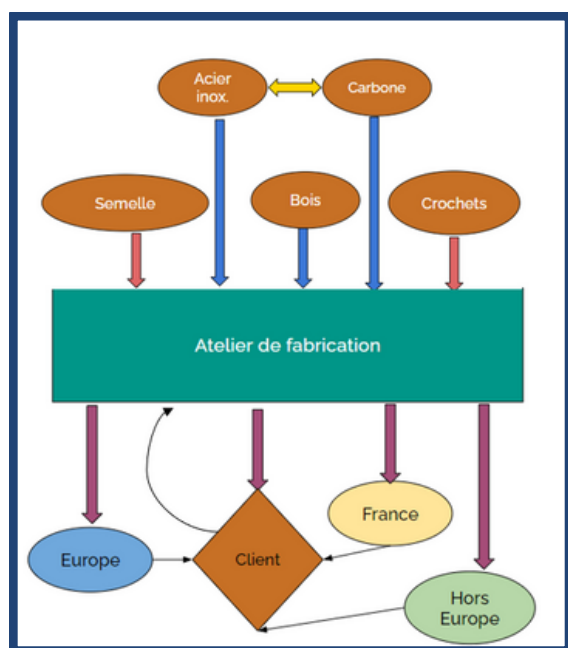 Acier
inox.
Carbone
Semelle
Bois
Crochets
Atelier de fabrication
France
Europe
Client
Hors
Europe